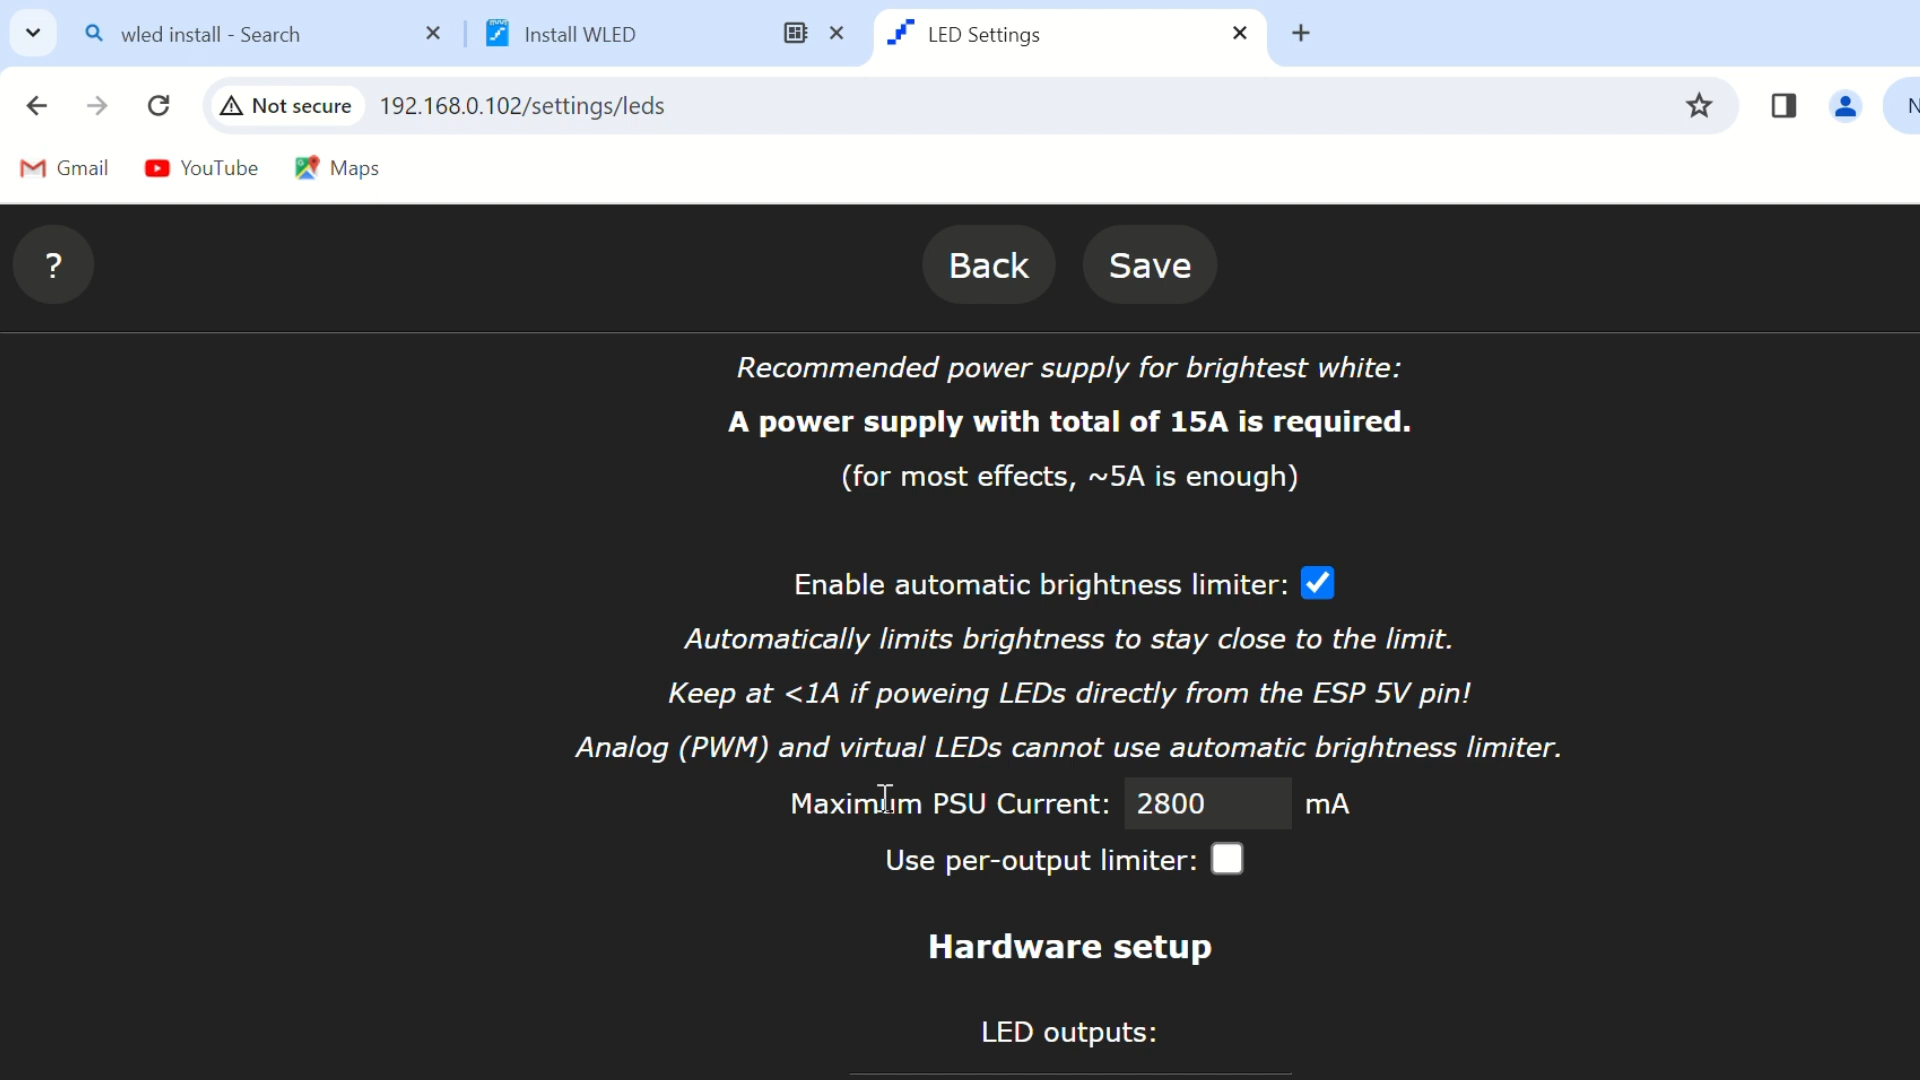 wled install - Search
Install WLED
LED Settings
Not secure
192.168.0.102/settings/leds
N
Gmail
YouTube
Maps
?
Back
Save
Recommended power supply for brightest white:
A power supply with total of 15A is required.
(for most effects, ~5A is enough)
Enable automatic brightness limiter:
Automatically limits brightness to stay close to the limit.
Keep at <1A if poweing LEDs directly from the ESP 5V pin!
Analog (PWM) and virtual LEDs cannot use automatic brightness limiter.
Maximum PSU Current: 2800 mA
Use per-output limiter:
Hardware setup
LED outputs: